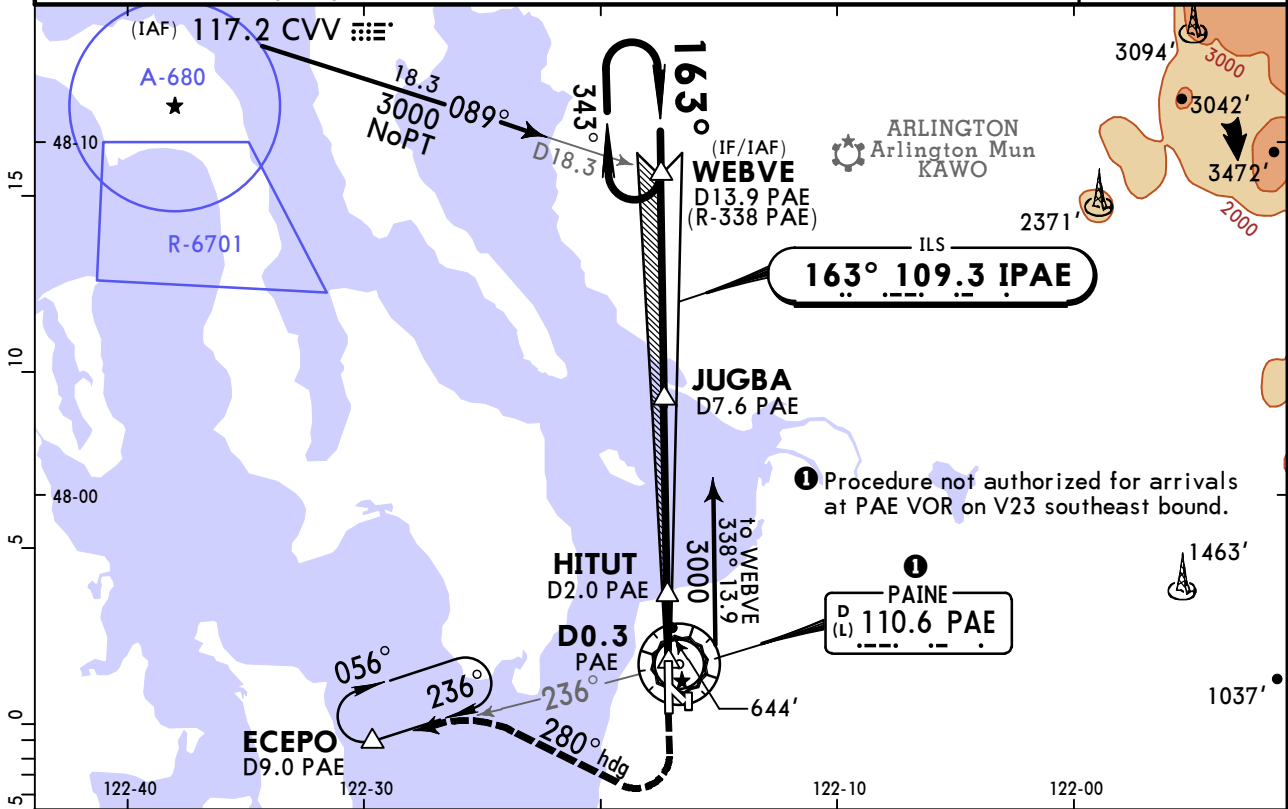 (IAF) 117.2 CVV
A-680
18.3
3000
NoPT
089°
D18.3
343°
163°
(IF/IAF)
WEBVE
D13.9 PAE
(R-338 PAE)
ARLINGTON
Arlington Mun
KAWO
3094'
3000
3042'
3472'
2000
2371'
48-10
15
R-6701
ILS
163° 109.3 IPAE
10
JUGBA
D7.6 PAE
48-00
1 Procedure not authorized for arrivals
at PAE VOR on V23 southeast bound.
5
to WEBVE
338° 13.9
3000
HITUT
D2.0 PAE
1463'
1
PAINE
D
(L) 110.6 PAE
D0.3
PAE
056°
236°
236°
644'
1037'
0
280° hdg
ECEPO
D9.0 PAE
5
122-40
122-30
122-10
122-00